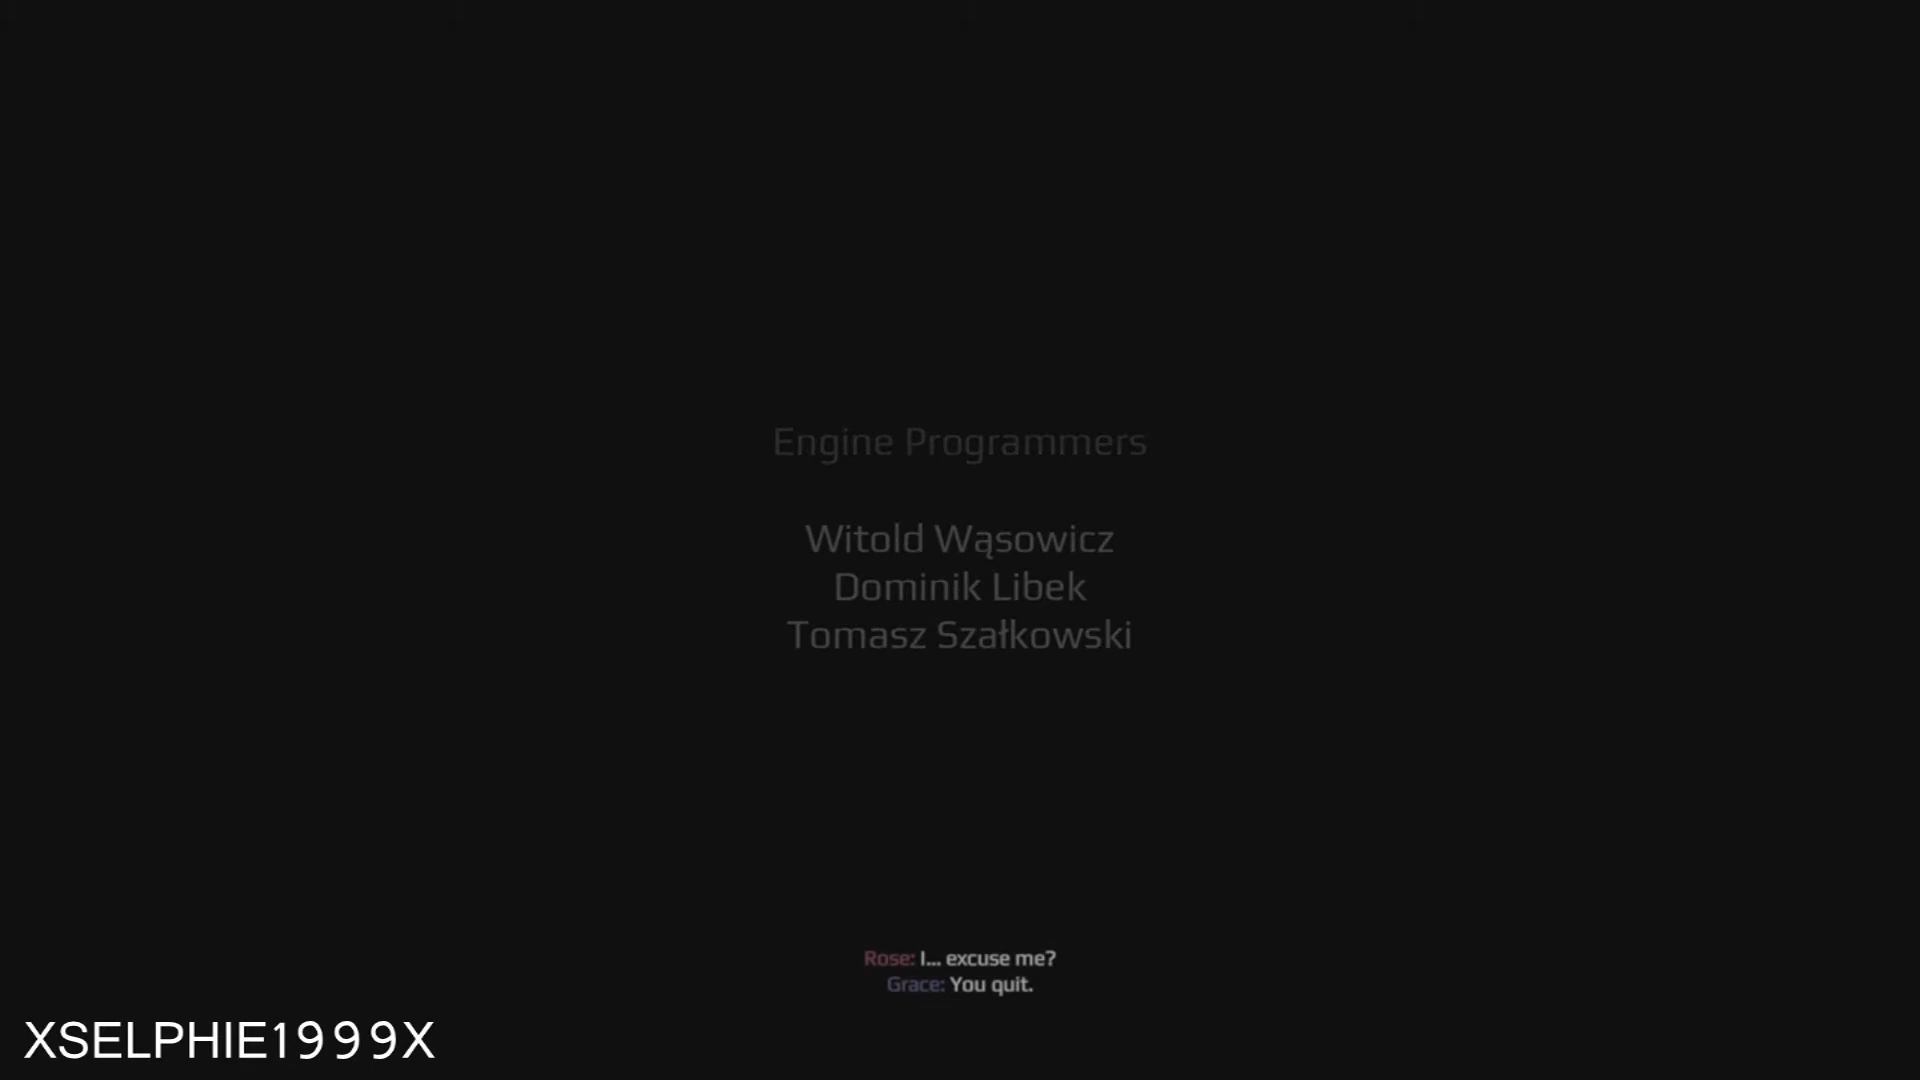 Engine Programmers
Witold Wąsowicz
Dominik Libek
Tomasz Szałkowski
Rose: I... excuse me?
Grace: You quit.
XSELPHIE1999X